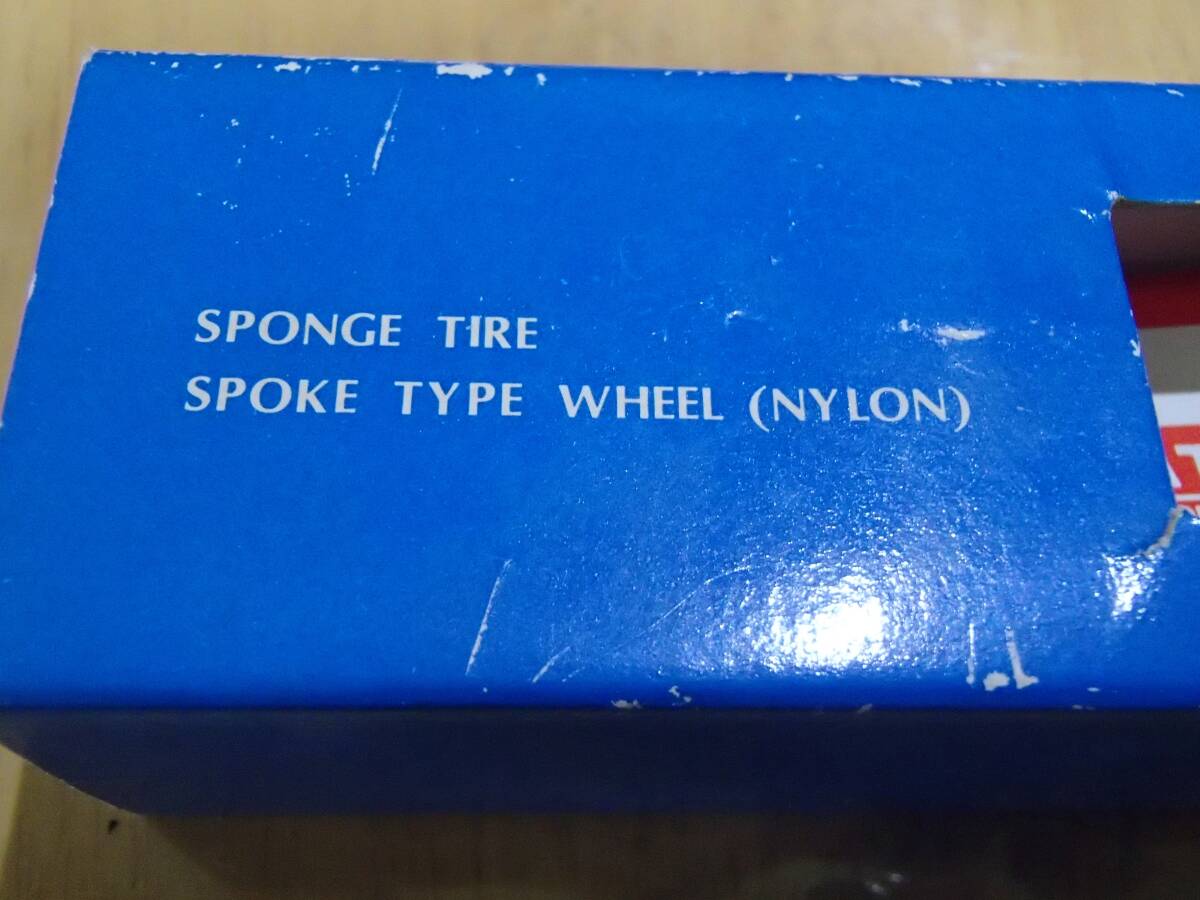 SPONGE TIRE
SPOKE TYPE WHEEL (NYLON)